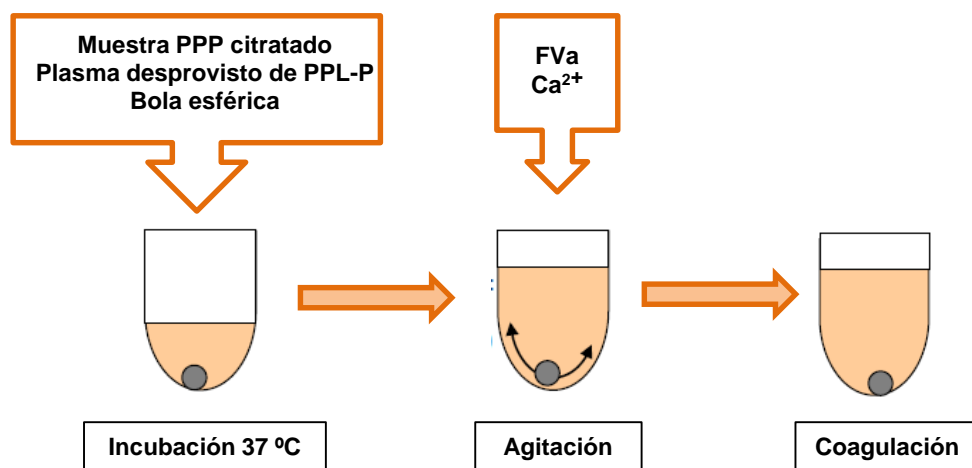 Muestra PPP citratado
Plasma desprovisto de PPL-P
Bola esférica
FVa
Ca²⁺
Incubación 37 ºC
Agitación
Coagulación